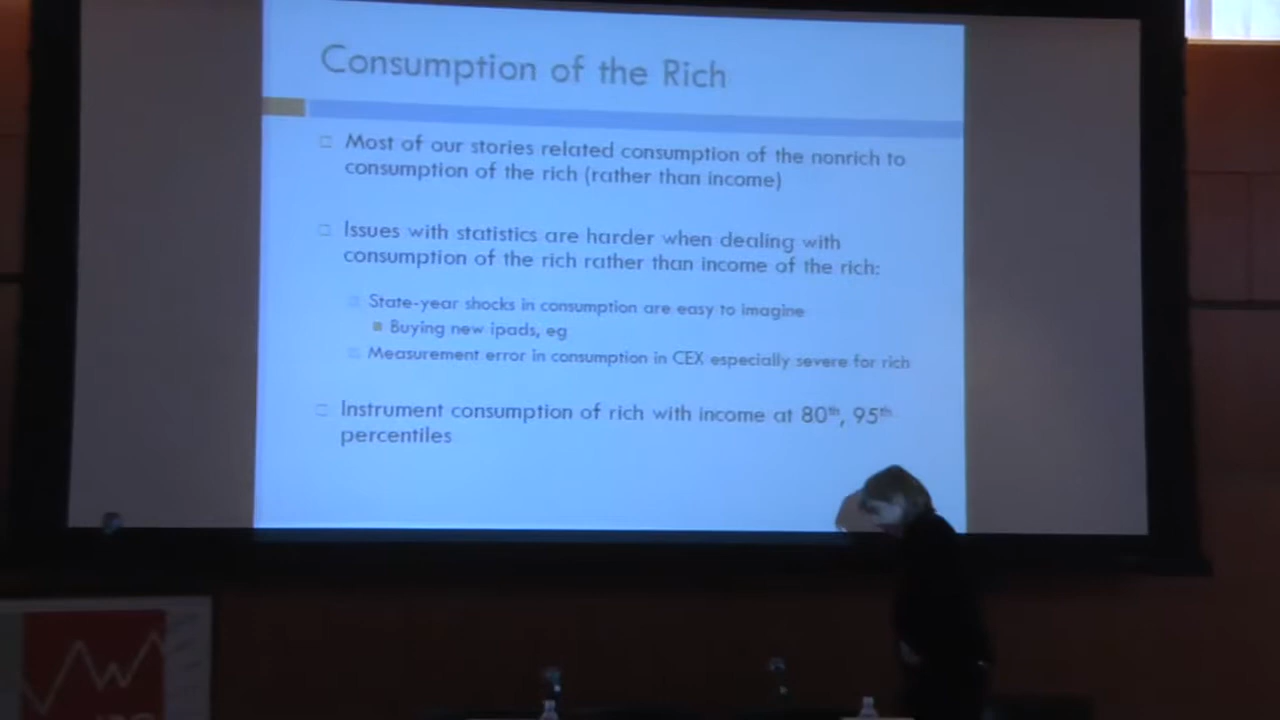 Consumption of the Rich
Most of our stories related consumption of the nonrich to
consumption of the rich (rather than income)
Issues with statistics are harder when dealing with
consumption of the rich rather than income of the rich:
State-year shocks in consumption are easy to imagine
Buying new ipads, eg
Measurement error in consumption in CEX especially severe for rich
Instrument consumption of rich with income at 80th, 95th
percentiles